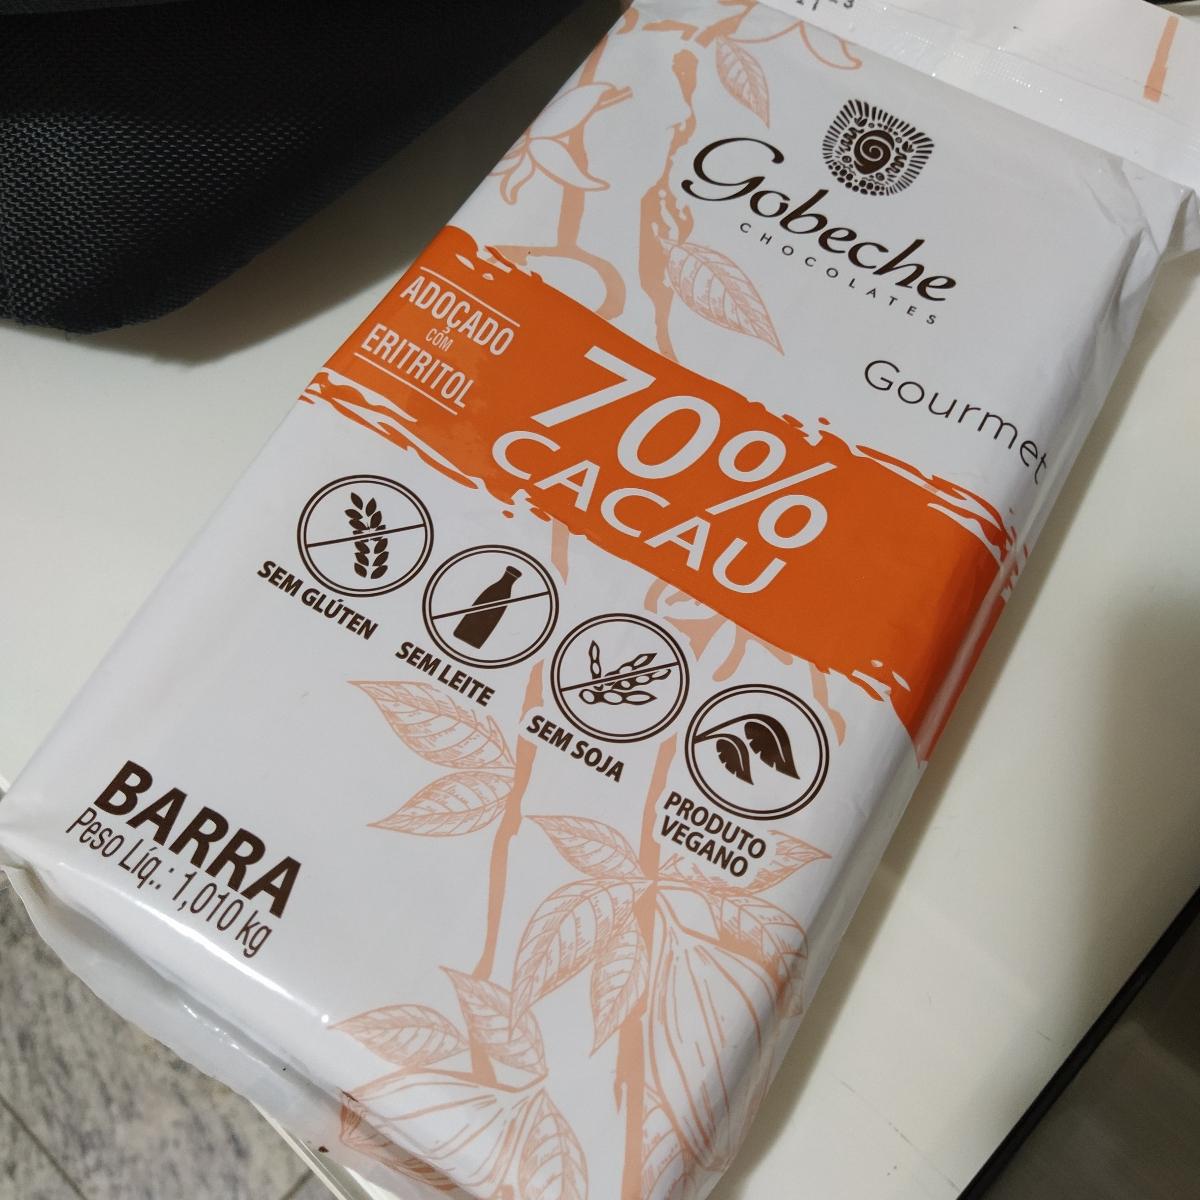 Gobeche
CHOCOLATES
Gourmet
ADOÇADO
COM
ERITRITOL
70%
CACAU
SEM GLÚTEN
SEM LEITE
SEM SOJA
PRODUTO
VEGANO
BARRA
Peso Líq.: 1,010 kg